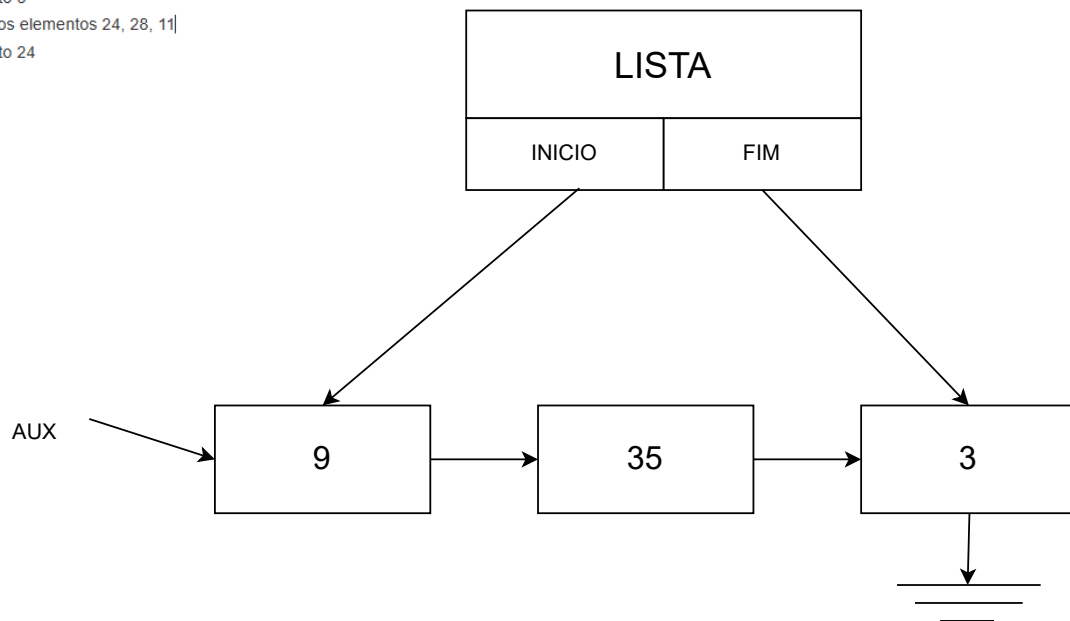 os elementos 24, 28, 11
to 24
LISTA
INICIO
FIM
AUX
9
35
3